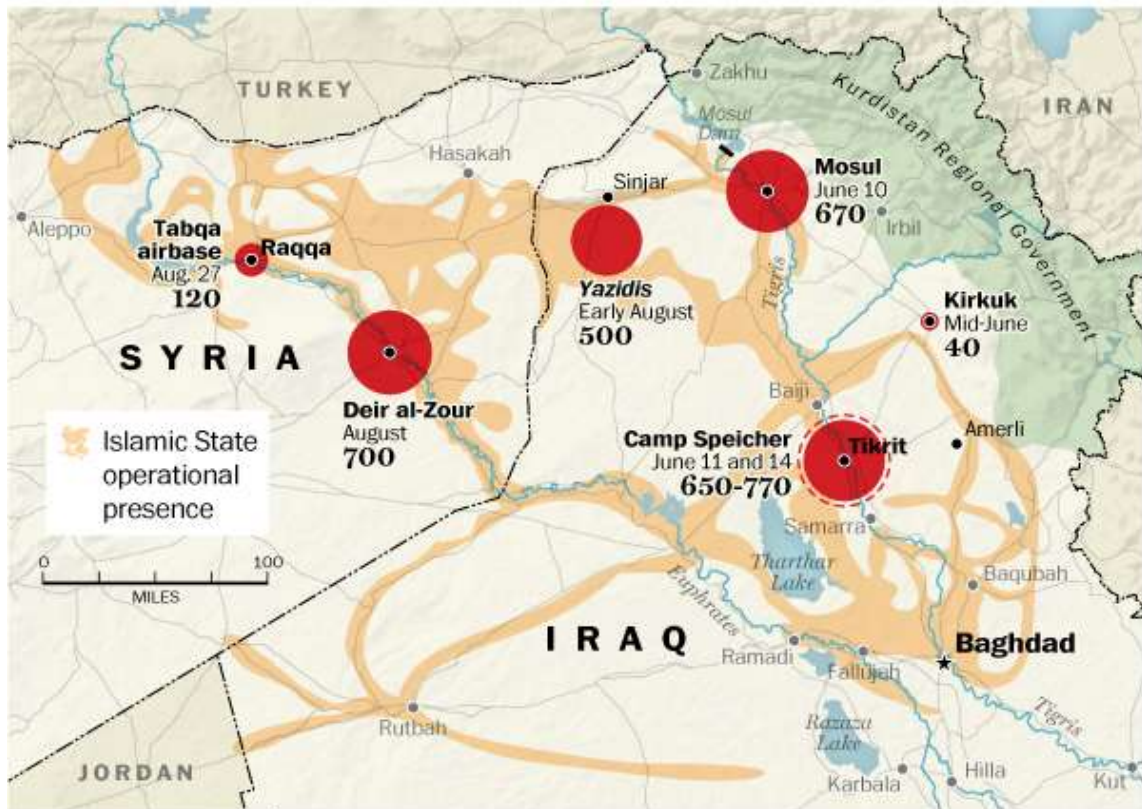 TURKEY
IRAN
Zakhu
Mosul
Dam
Kurdistan Regional Government
Hasakah
Sinjar
Mosul
June 10
670
Irbil
Aleppo
Tabqa
airbase
Aug. 27
120
Raqqa
Tigris
Yazidis
Early August
500
Kirkuk
Mid-June
40
SYRIA
Deir al-Zour
August
700
Baiji
Camp Speicher
June 11 and 14
650-770
Tikrit
Amerli
Islamic State
operational
presence
Samarra
0
100
MILES
Tharthar
Lake
Baqubah
Euphrates
IRAQ
Ramadi
Fallujah
Baghdad
Rutbah
Razaza
Lake
Tigris
JORDAN
Karbala
Hilla
Kut